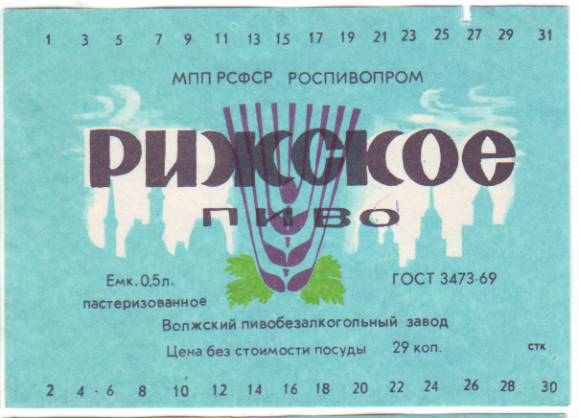 1 3 5 7 9 11 13 15 17 19 21 23 25 27 29 31
МПП РСФСР РОСПИВОПРОМ
РИЖСКОЕ
ПИВО
Емк. 0,5л.
пастеризованное
ГОСТ 3473-69
Волжский пивобезалкогольный завод
Цена без стоимости посуды 29 коп.
стк
2 4 · 6 8 10 12 14 16 18 20 22 24 26 28 30